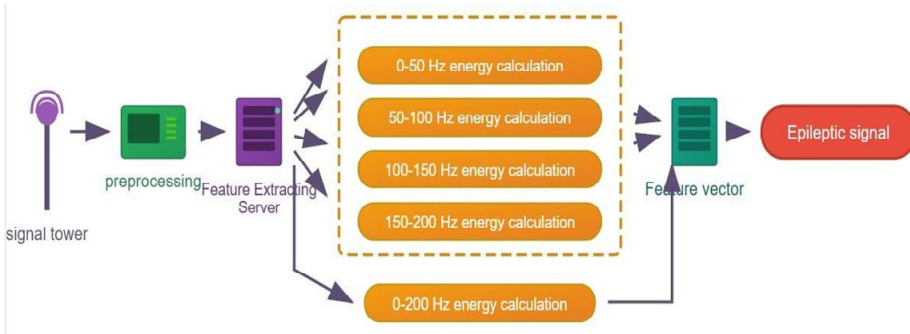 0-50 Hz energy calculation
50-100 Hz energy calculation
Epileptic signal
preprocessing
100-150 Hz energy calculation
Feature Extracting
Server
Feature vector
signal tower
150-200 Hz energy calculation
0-200 Hz energy calculation